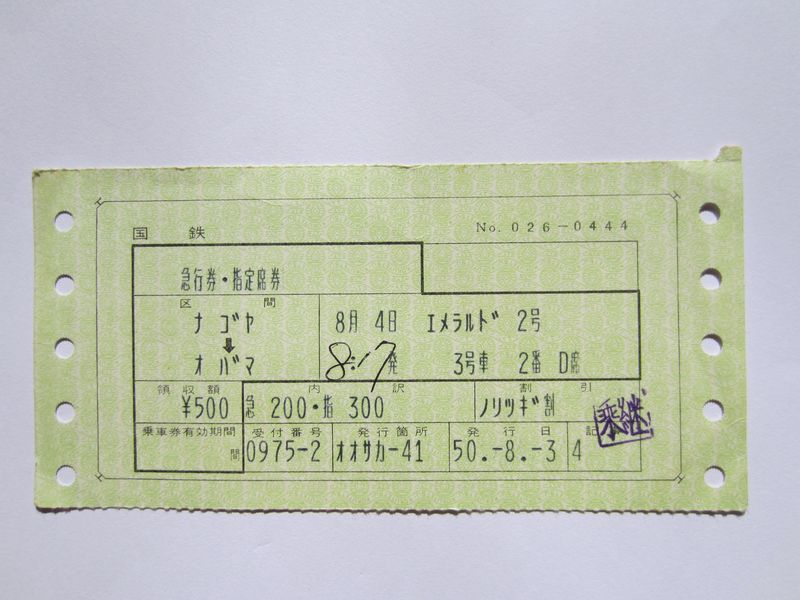 国 鉄 No. 026-0444
急行券・指定席券
区 間
ナゴヤ 8月 4日 エメラルド 2号
⬇
オバマ 8:17発 3号車 2番 D席
領収額 内 訳 割 引
¥500 急 200・指 300 ノリツギ割
乗継
乗車券有効期間 受付番号 発行箇所 発 行 日 記
間 0975-2 オオサカ-41 50.-8.-3 4